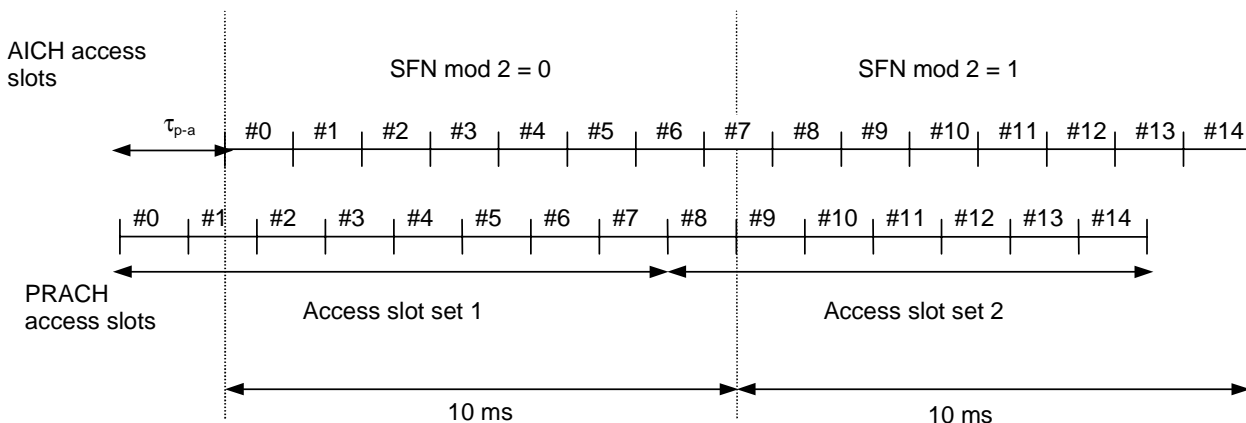 AICH access
slots
SFN mod 2 = 0
SFN mod 2 = 1
τp-a
#0 #1 #2 #3 #4 #5 #6 #7 #8 #9 #10 #11 #12 #13 #14
#0 #1 #2 #3 #4 #5 #6 #7 #8 #9 #10 #11 #12 #13 #14
PRACH
access slots
Access slot set 1
Access slot set 2
10 ms
10 ms